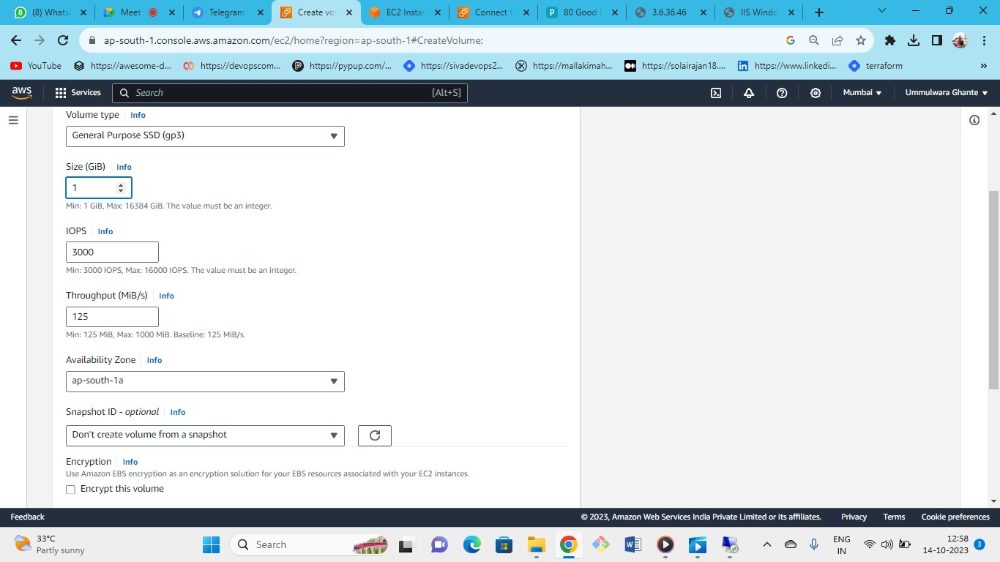 (8) Whats
Meet
Telegram
Create vo
EC2 Instar
Connect t
80 Good
3.6.36.46
IIS Windo
ap-south-1.console.aws.amazon.com/ec2/home?region=ap-south-1#CreateVolume:
YouTube
https://awesome-d...
https://devopscom...
https://pypup.com/...
https://sivadevops2...
https://mallakimah...
https://solairajan18....
https://www.linkedi...
terraform
»
aws
Services
Search
[Alt+S]
Mumbai
Ummulwara Ghante
Volume type
Info
General Purpose SSD (gp3)
Size (GiB)
Info
1
Min: 1 GiB, Max: 16384 GiB. The value must be an integer.
IOPS
Info
3000
Min: 3000 IOPS, Max: 16000 IOPS. The value must be an integer.
Throughput (MiB/s)
Info
125
Min: 125 MiB, Max: 1000 MiB. Baseline: 125 MiB/s.
Availability Zone
Info
ap-south-1a
Snapshot ID - optional
Info
Don't create volume from a snapshot
Encryption
Info
Use Amazon EBS encryption as an encryption solution for your EBS resources associated with your EC2 instances.
Encrypt this volume
Feedback
© 2023, Amazon Web Services India Private Limited or its affiliates.
Privacy
Terms
Cookie preferences
33°C
Partly sunny
Search
ENG
IN
12:58
14-10-2023
3